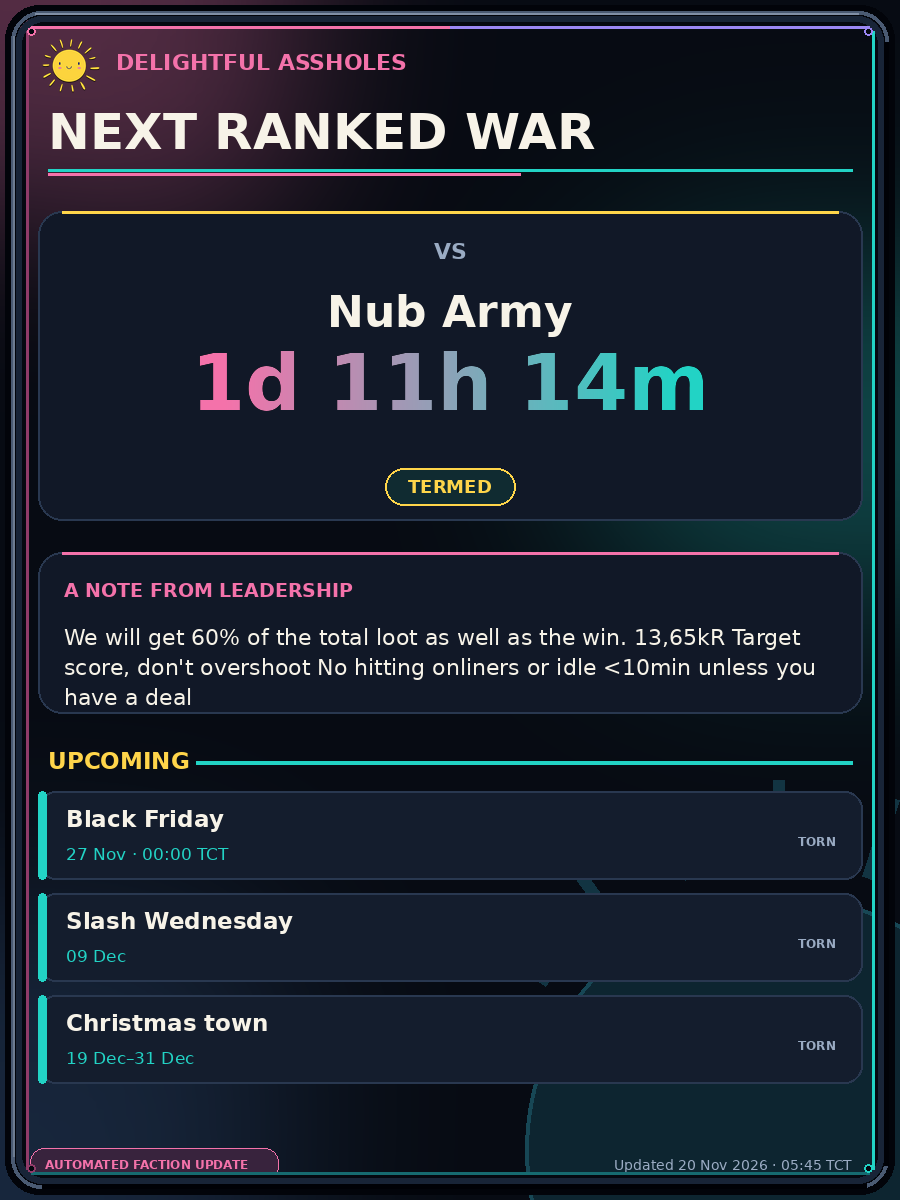 DELIGHTFUL ASSHOLES
NEXT RANKED WAR
VS
Nub Army
1d 11h 14m
TERMED
A NOTE FROM LEADERSHIP
We will get 60% of the total loot as well as the win. 13,65kR Target
score, don't overshoot No hitting onliners or idle <10min unless you
have a deal
UPCOMING
Black Friday
27 Nov · 00:00 TCT
TORN
Slash Wednesday
09 Dec
TORN
Christmas town
19 Dec–31 Dec
TORN
AUTOMATED FACTION UPDATE
Updated 20 Nov 2026 · 05:45 TCT